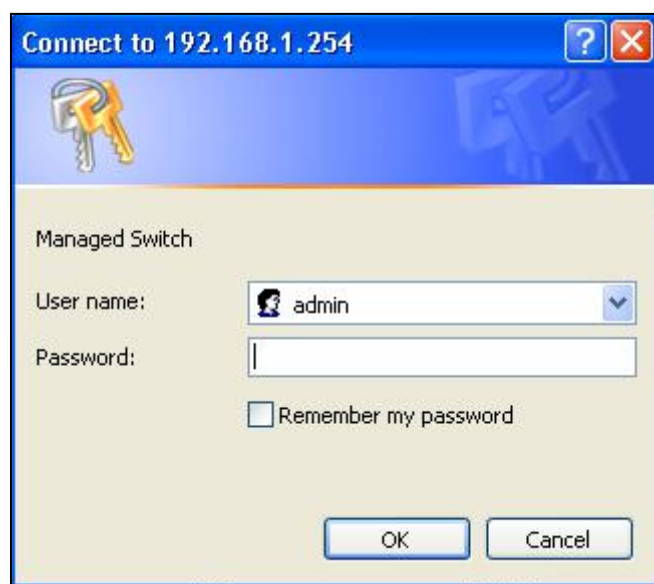 Connect to 192.168.1.254
Managed Switch
User name: admin
Password:
Remember my password
OK Cancel